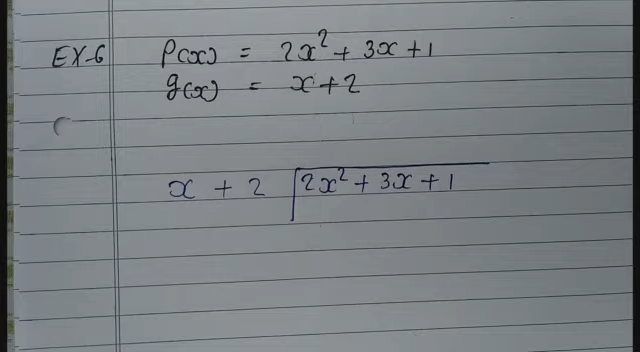 EX-6 P(x) = 2x² + 3x + 1
g(x) = x + 2
x + 2 2x² + 3x + 1